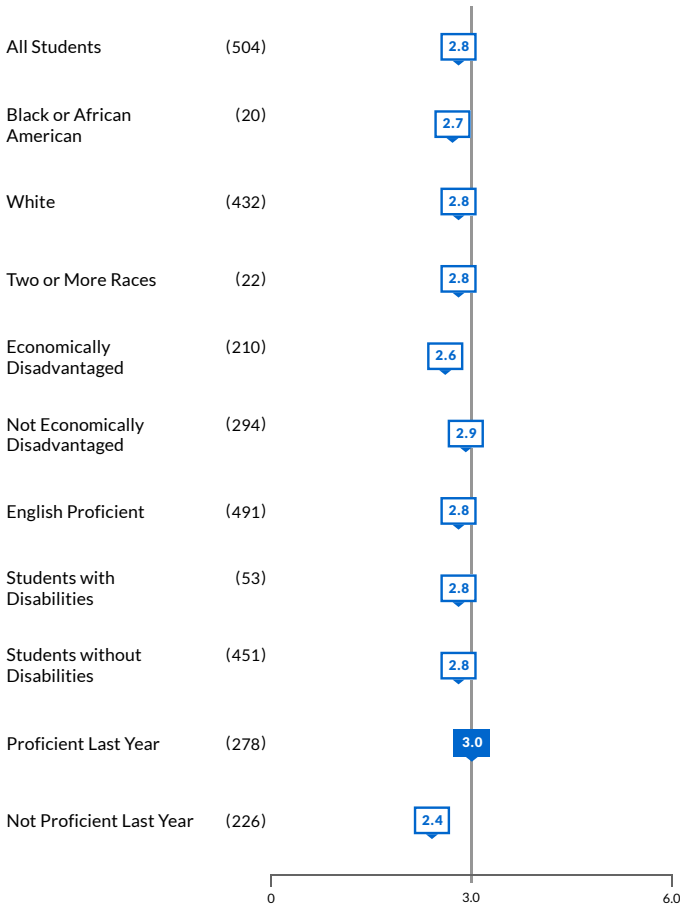 All Students (504) 2.8
Black or African (20) 2.7
American
White (432) 2.8
Two or More Races (22) 2.8
Economically (210) 2.6
Disadvantaged
Not Economically (294) 2.9
Disadvantaged
English Proficient (491) 2.8
Students with (53) 2.8
Disabilities
Students without (451) 2.8
Disabilities
Proficient Last Year (278) 3.0
Not Proficient Last Year (226) 2.4
0 3.0 6.0